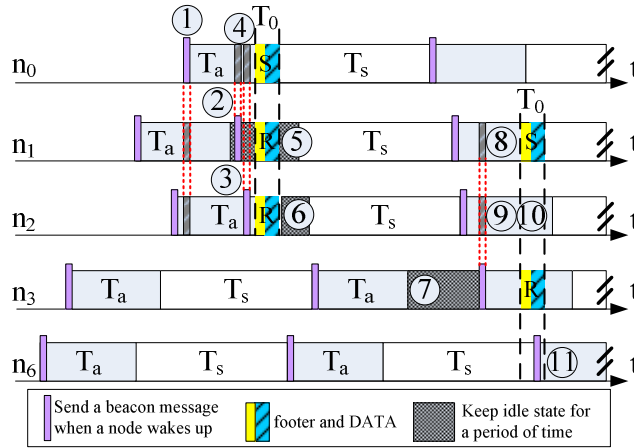 ① ④ T₀
n₀ Tₐ S Tₛ t
② T₀
n₁ Tₐ R ⑤ Tₛ ⑧ S t
③
n₂ Tₐ R ⑥ Tₛ ⑨ ⑩ t
n₃ Tₐ Tₛ Tₐ ⑦ R t
n₆ Tₐ Tₛ Tₐ Tₛ ⑪ t
Send a beacon message
when a node wakes up
footer and DATA
Keep idle state for
a period of time